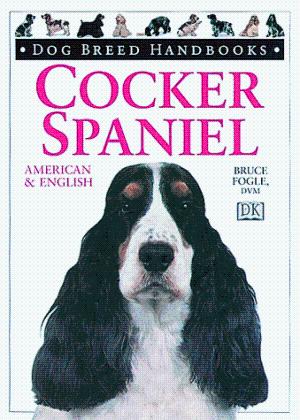 • DOG BREED HANDBOOKS •
COCKER
SPANIEL
AMERICAN
& ENGLISH
BRUCE
FOGLE,
DVM
DK